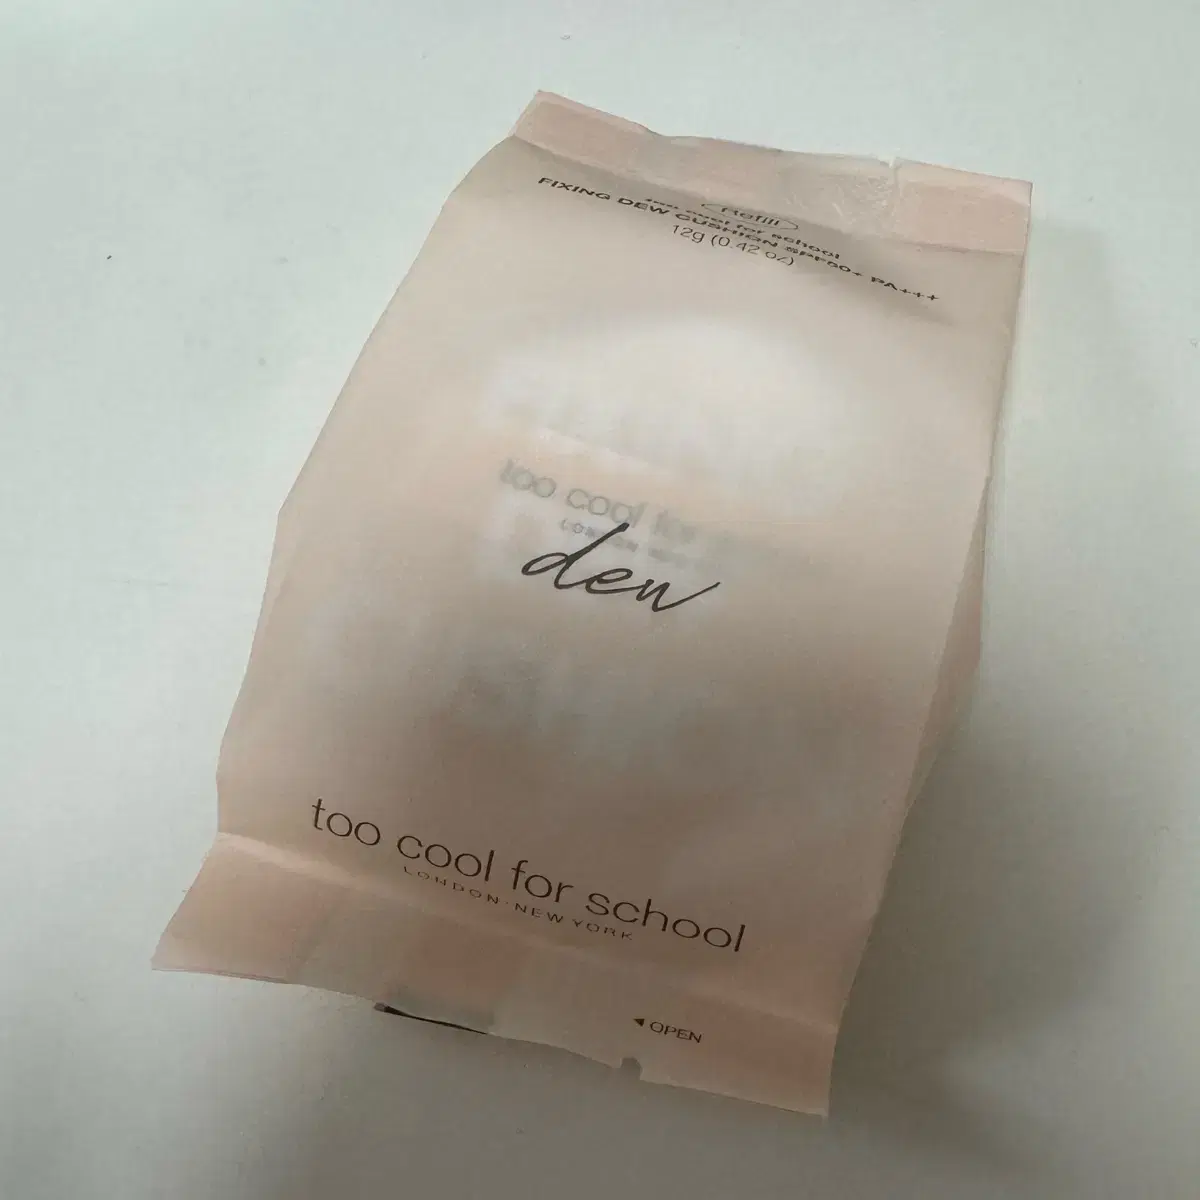 Refill
too cool for school
FIXING DEW CUSHION SPF50+ PA+++
12g (0.42 oz)
too cool for
LONDON
dew
too cool for school
LONDON · NEW YORK
◀ OPEN